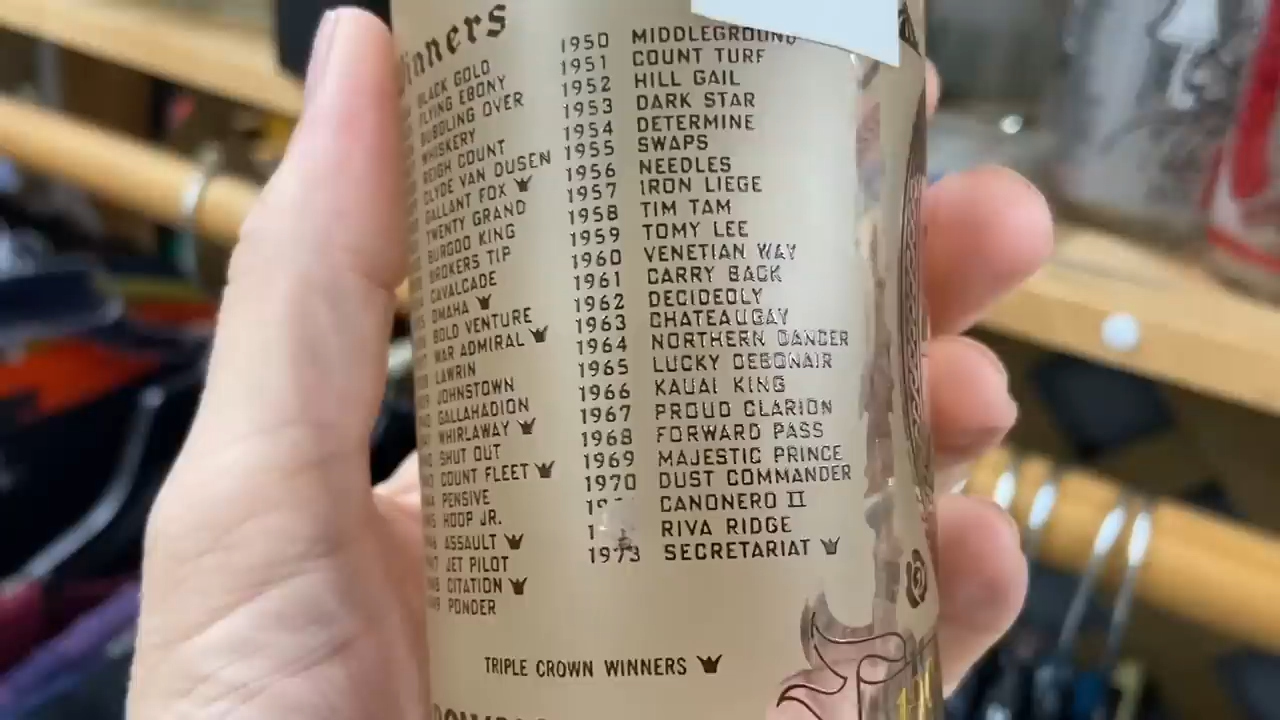 BLACK GOLD
FLYING EBONY
BUBBLING OVER
WHISKERY
REIGH COUNT
CLYDE VAN DUSEN
GALLANT FOX
TWENTY GRAND
BURGOO KING
BROKERS TIP
CAVALCADE
OMAHA
BOLD VENTURE
WAR ADMIRAL
LAWRIN
JOHNSTOWN
GALLAHADION
WHIRLAWAY
SHUT OUT
COUNT FLEET
PENSIVE
HOOP JR.
ASSAULT
JET PILOT
CITATION
PONDER
1950 MIDDLEGROUND
1951 COUNT TURF
1952 HILL GAIL
1953 DARK STAR
1954 DETERMINE
1955 SWAPS
1956 NEEDLES
1957 IRON LIEGE
1958 TIM TAM
1959 TOMY LEE
1960 VENETIAN WAY
1961 CARRY BACK
1962 DECIDEDLY
1963 CHATEAUGAY
1964 NORTHERN DANCER
1965 LUCKY DEBONAIR
1966 KAUAI KING
1967 PROUD CLARION
1968 FORWARD PASS
1969 MAJESTIC PRINCE
1970 DUST COMMANDER
CANONERO II
RIVA RIDGE
1973 SECRETARIAT
TRIPLE CROWN WINNERS